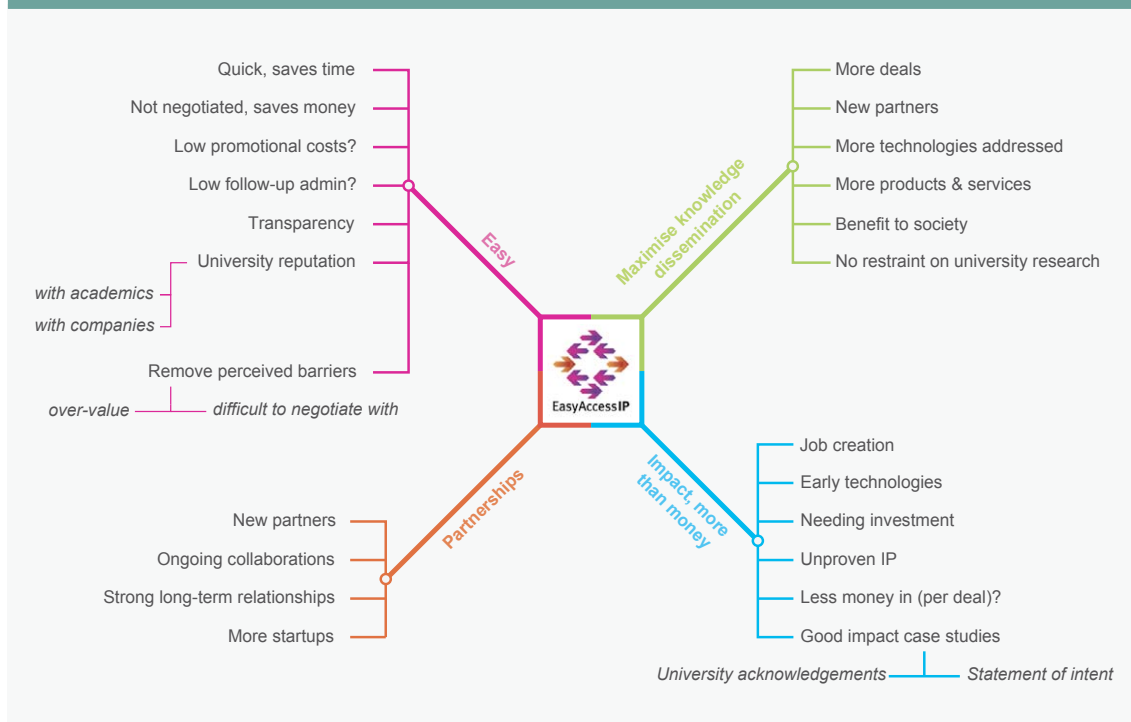 Quick, saves time
Not negotiated, saves money
Low promotional costs?
Low follow-up admin?
Transparency
University reputation
with academics
with companies
Remove perceived barriers
over-value
difficult to negotiate with
Easy
More deals
New partners
More technologies addressed
More products & services
Benefit to society
No restraint on university research
Maximise knowledge
dissemination
EasyAccessIP
Partnerships
New partners
Ongoing collaborations
Strong long-term relationships
More startups
Impact, more
than money
Job creation
Early technologies
Needing investment
Unproven IP
Less money in (per deal)?
Good impact case studies
University acknowledgements
Statement of intent